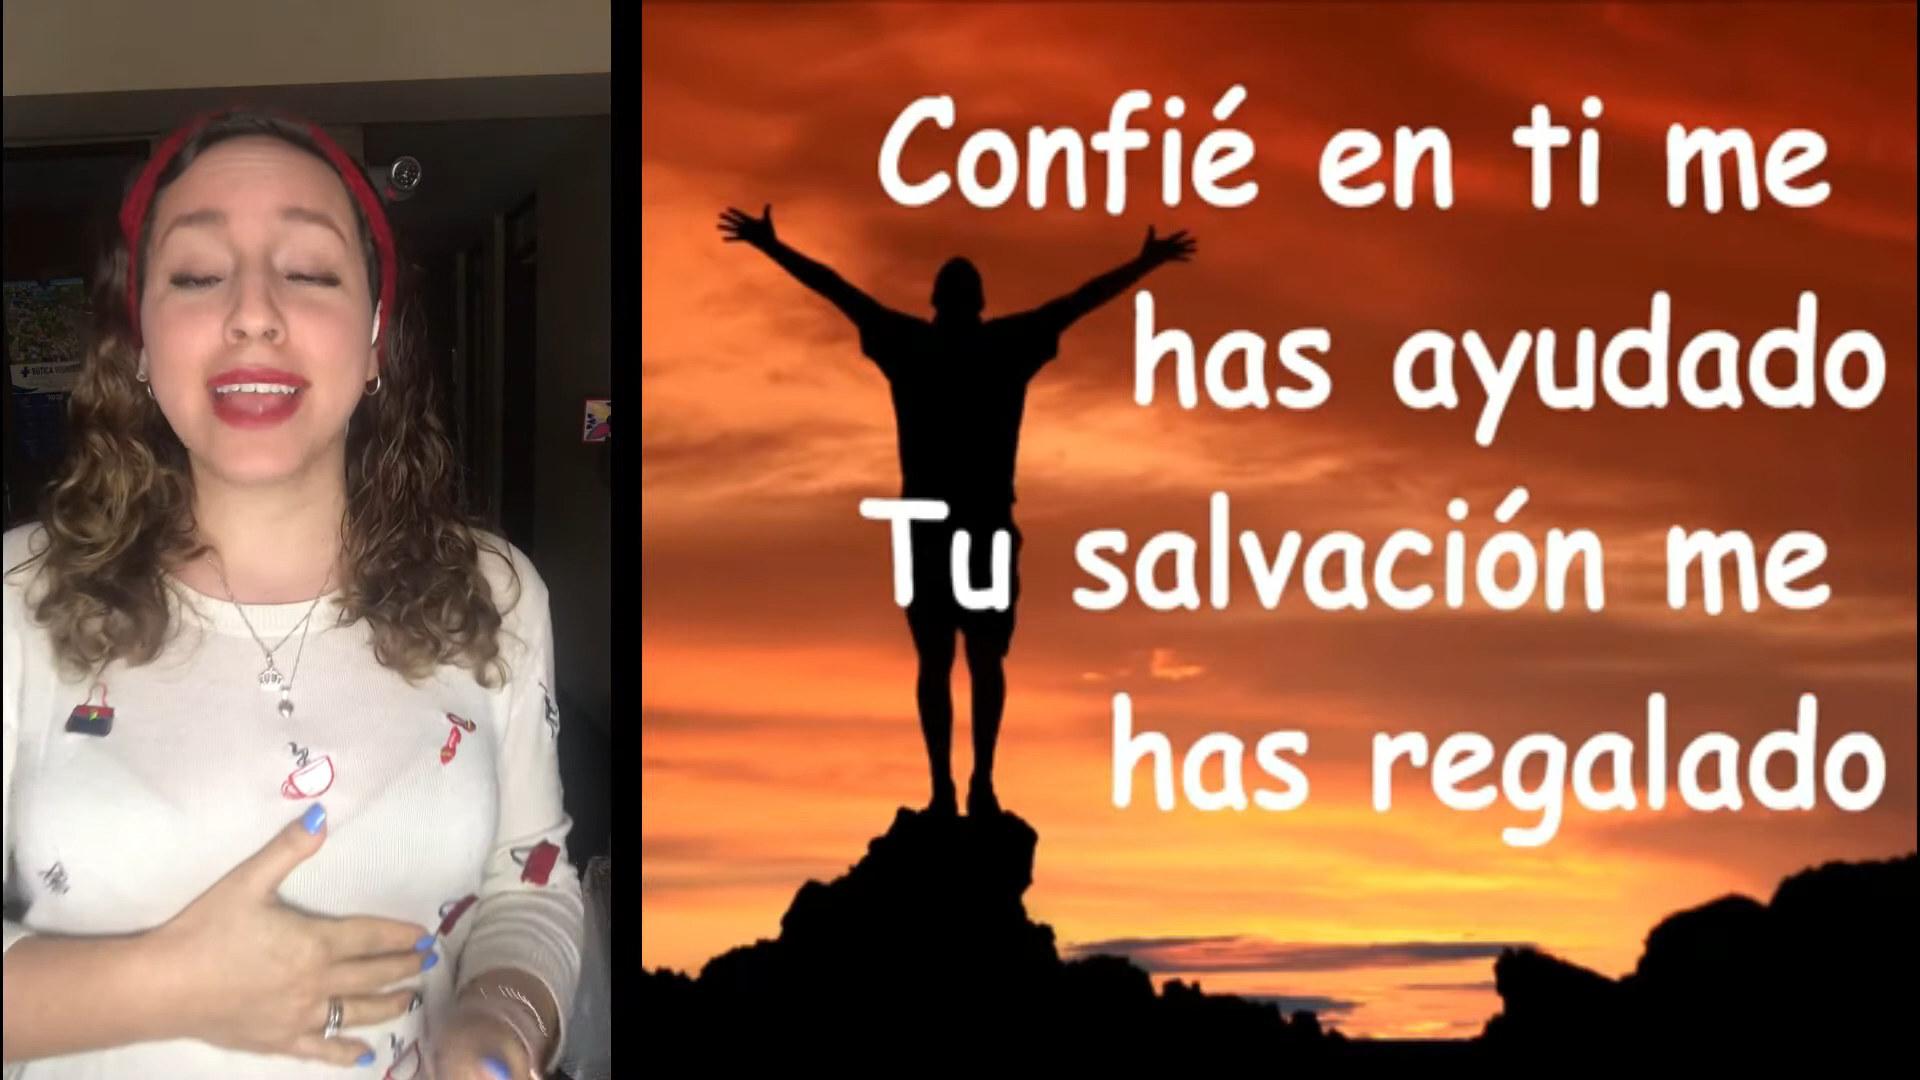 Confié en ti me
has ayudado
Tu salvación me
has regalado